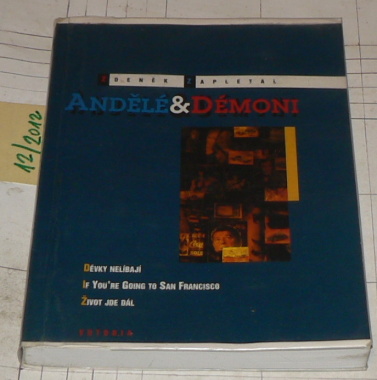 ZDENĚK ZAPLETAL
ANDĚLÉ&DÉMONI
12/2012
DĚVKY NELÍBAJÍ
IF YOU'RE GOING TO SAN FRANCISCO
ŽIVOT JDE DÁL